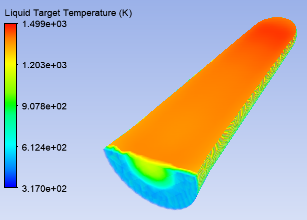 Liquid Target Temperature (K)
1.499e+03
1.203e+03
9.078e+02
6.124e+02
3.170e+02